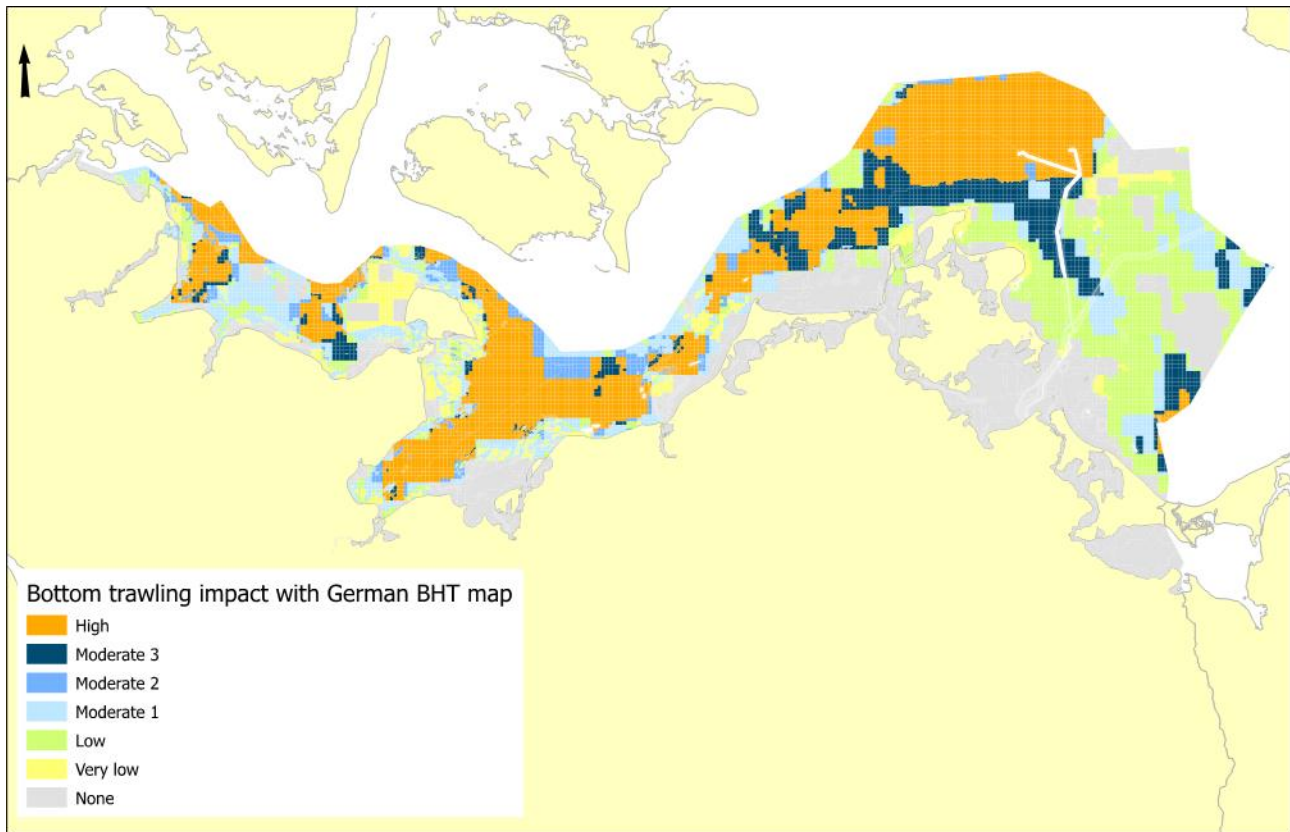 Bottom trawling impact with German BHT map
High
Moderate 3
Moderate 2
Moderate 1
Low
Very low
None